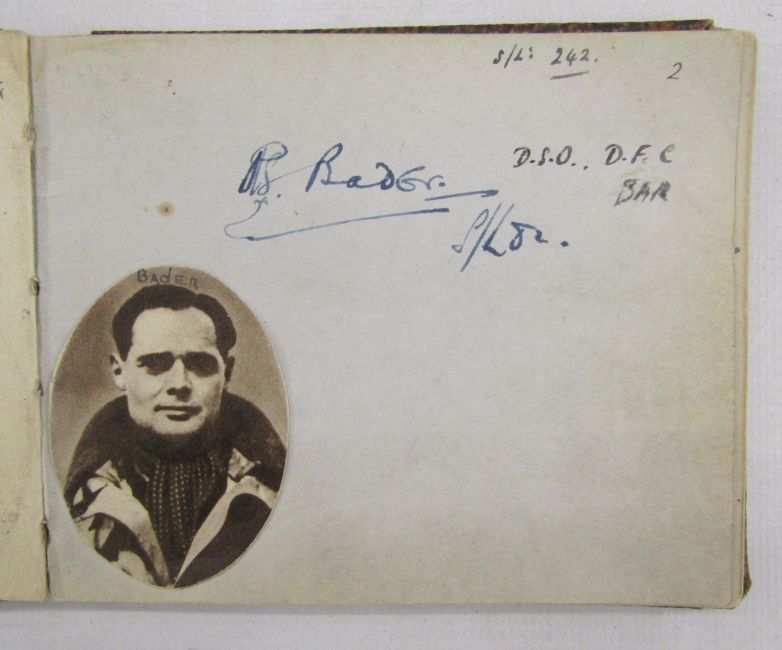 S/L: 242.
2
D.S.O., D.F.C
BAR
Bader.
S/Ldr.
BADER